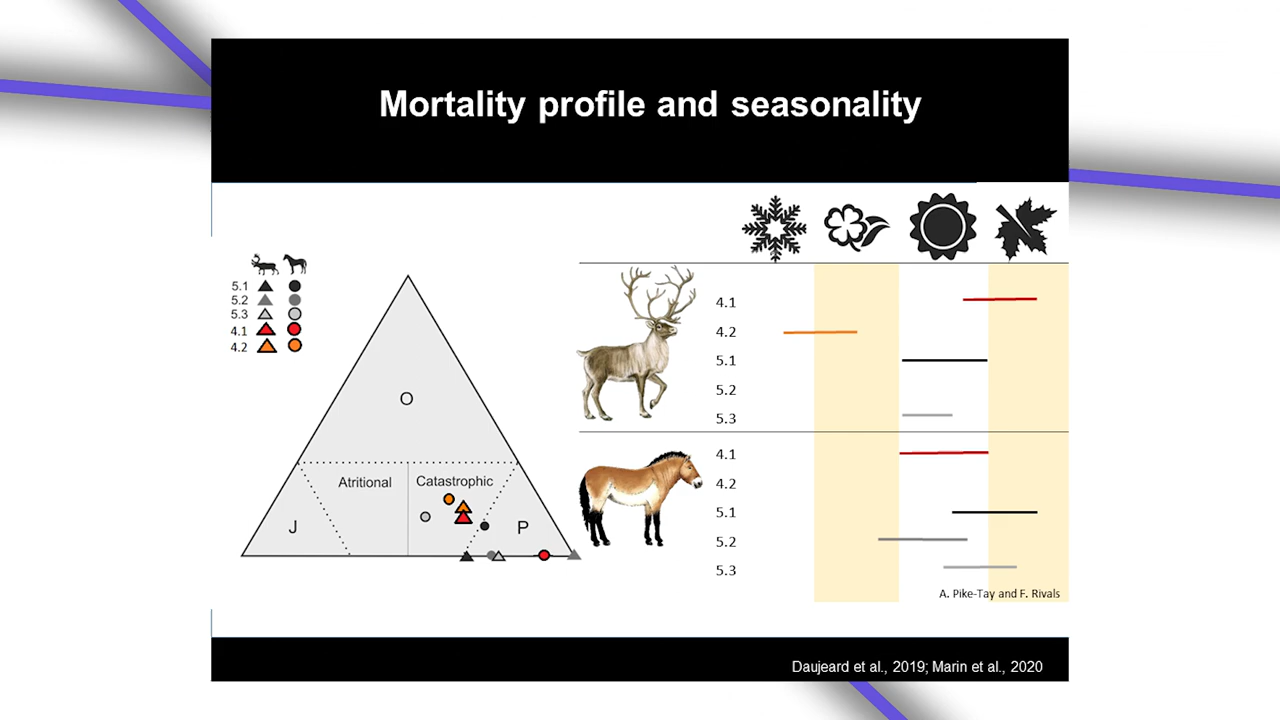 Mortality profile and seasonality
5.1
5.2
5.3
4.1
4.2
O
Attritional Catastrophic
J
P
4.1
4.2
5.1
5.2
5.3
4.1
4.2
5.1
5.2
5.3
A. Pike-Tay and F. Rivals
Daujeard et al., 2019; Marin et al., 2020